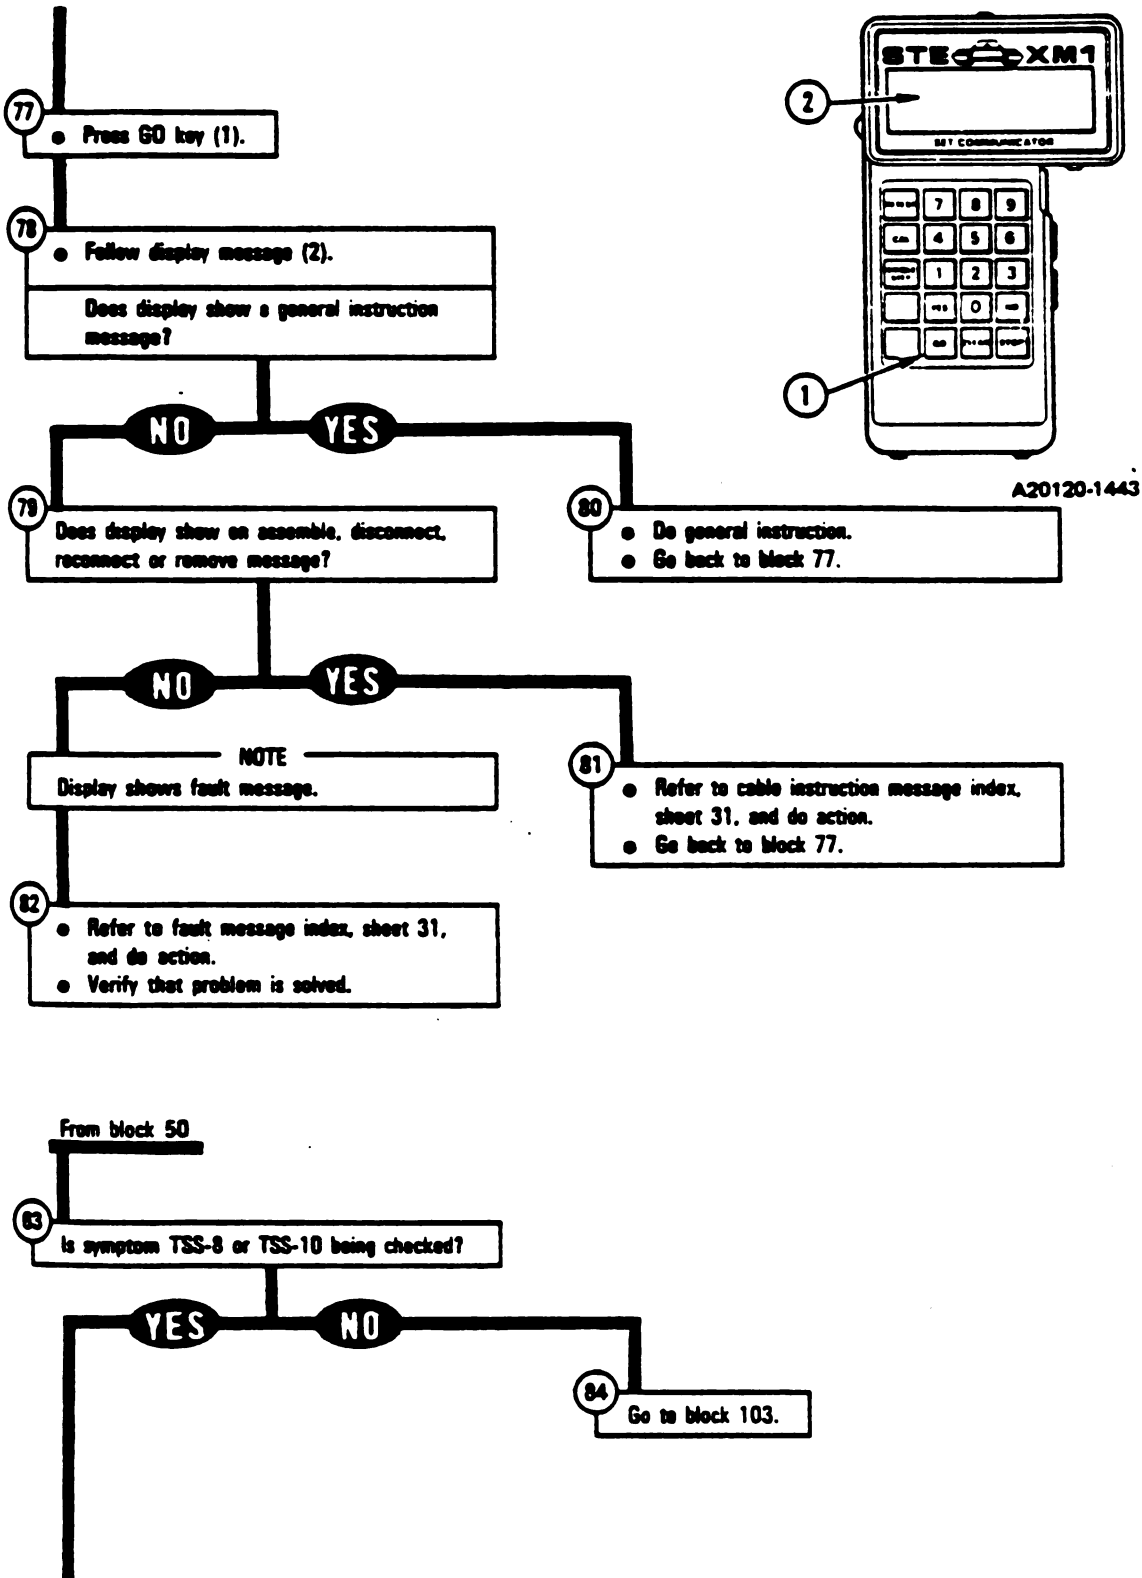 77
● Press GO key (1).
78
● Follow display message (2).
Does display show a general instruction
message?
NO
YES
79
Does display show an assemble, disconnect,
reconnect or remove message?
80
● Do general instruction.
● Go back to block 77.
NO
YES
NOTE
Display shows fault message.
81
● Refer to cable instruction message index,
sheet 31, and do action.
● Go back to block 77.
82
● Refer to fault message index, sheet 31,
and do action.
● Verify that problem is solved.
STE XM1
SET COMMUNICATOR
2
7 8 9
4 5 6
1 2 3
YES 0 NO
GO STOP
1
A20120-1443
From block 50
83
Is symptom TSS-8 or TSS-10 being checked?
YES
NO
84
Go to block 103.